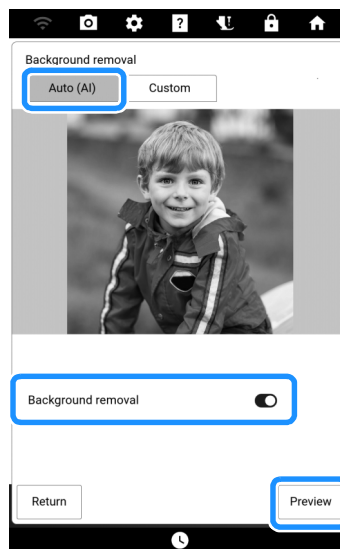 Background removal
Auto (AI)
Custom
Background removal
Return
Preview